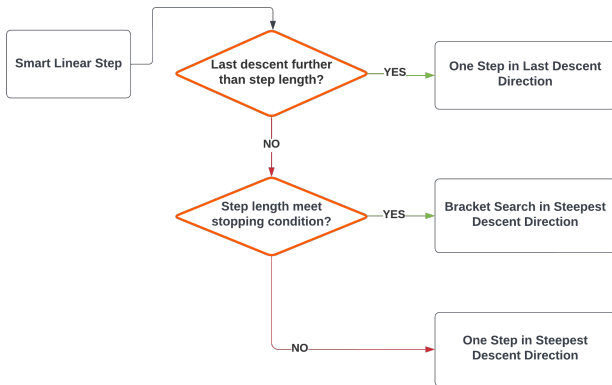 Smart Linear Step
Last descent further
than step length?
YES
One Step in Last Descent
Direction
NO
Step length meet
stopping condition?
YES
Bracket Search in Steepest
Descent Direction
NO
One Step in Steepest
Descent Direction